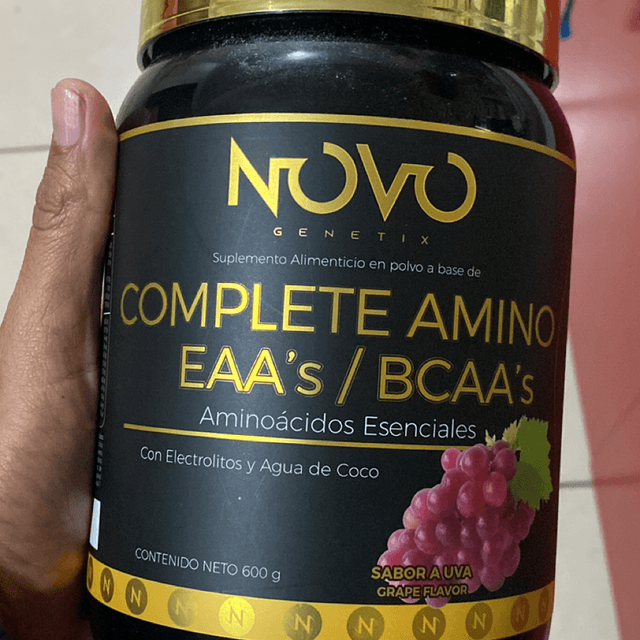 NOVO
GENETIX
Suplemento Alimenticio en polvo a base de
COMPLETE AMINO
EAA's / BCAA's
Aminoácidos Esenciales
Con Electrolitos y Agua de Coco
CONTENIDO NETO 600 g
SABOR A UVA
GRAPE FLAVOR